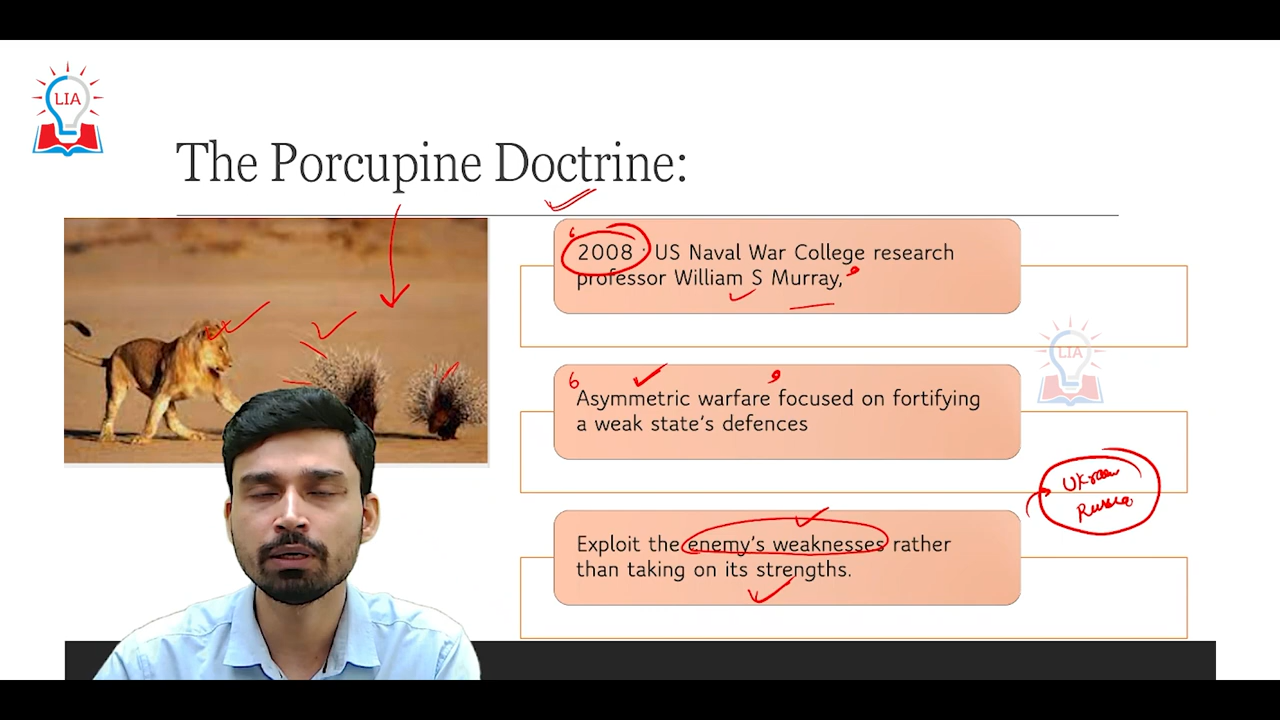 LIA
The Porcupine Doctrine:
2008 : US Naval War College research
professor William S Murray,
LIA
Asymmetric warfare focused on fortifying
a weak state's defences
Exploit the enemy's weaknesses rather
than taking on its strengths.
Russia